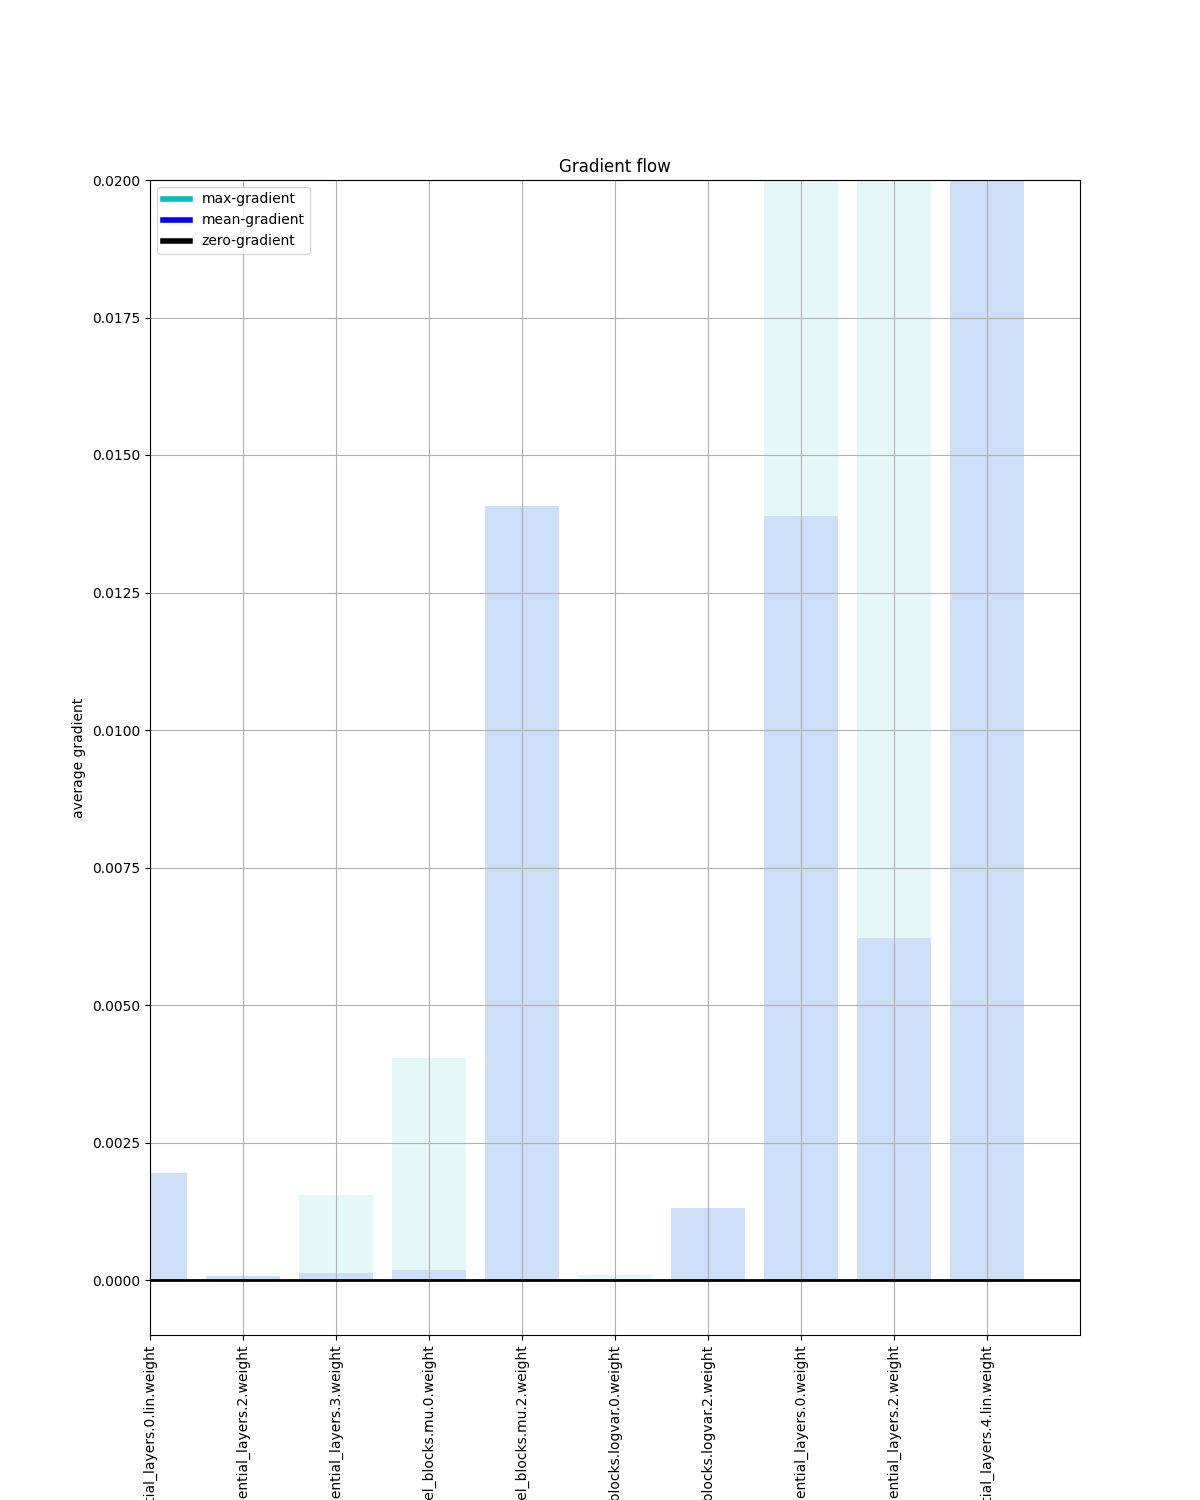 Gradient flow
max-gradient
mean-gradient
zero-gradient
0.0200
0.0175
0.0150
0.0125
0.0100
0.0075
0.0050
0.0025
0.0000
average gradient
tial_layers.0.lin.weight
ential_layers.2.weight
ential_layers.3.weight
el_blocks.mu.0.weight
el_blocks.mu.2.weight
blocks.logvar.0.weight
blocks.logvar.2.weight
ential_layers.0.weight
ential_layers.2.weight
tial_layers.4.lin.weight